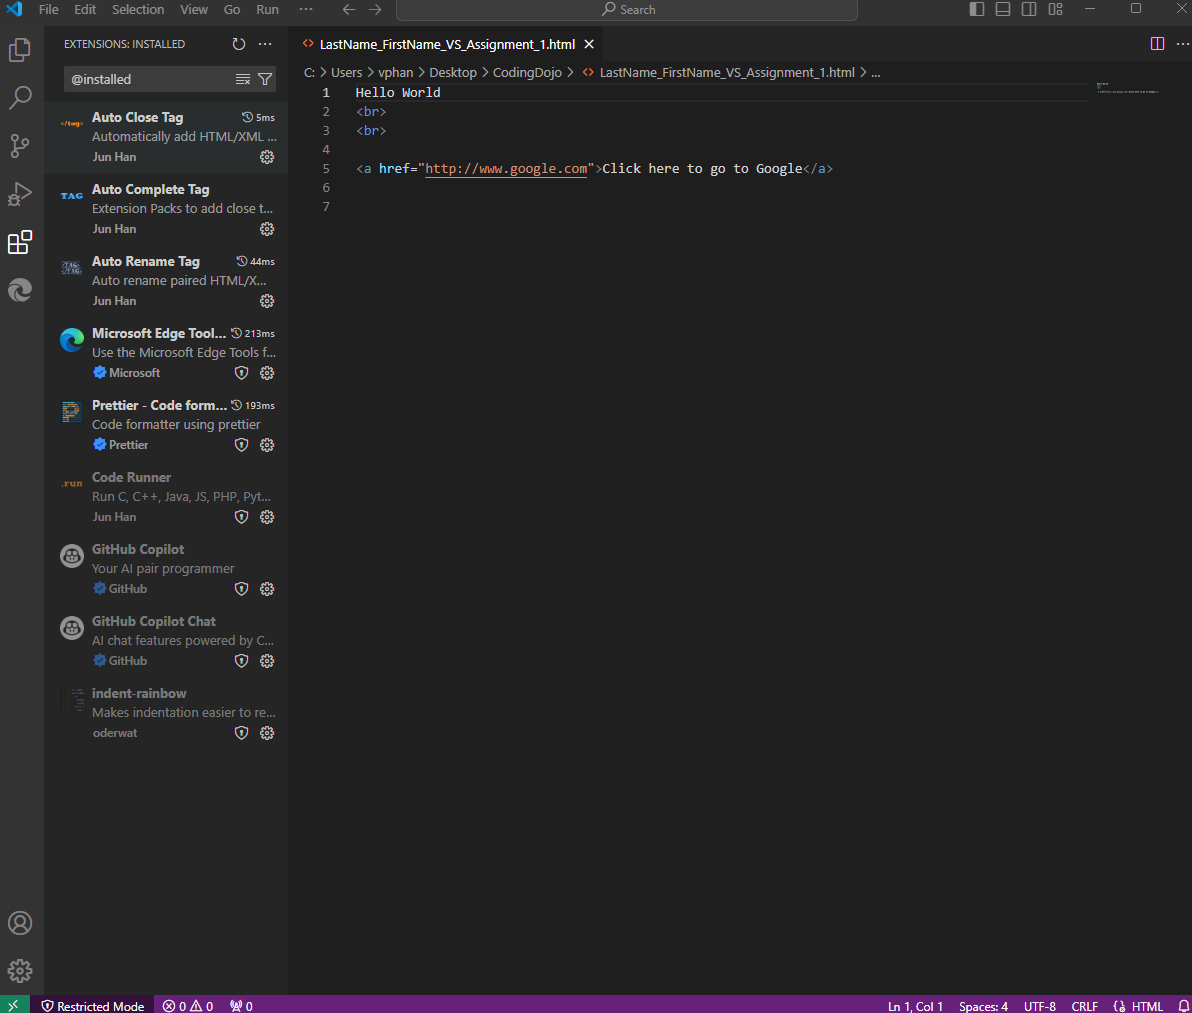 File Edit Selection View Go Run ··· Search
EXTENSIONS: INSTALLED
@installed
Auto Close Tag 5ms
Automatically add HTML/XML ...
Jun Han
Auto Complete Tag
Extension Packs to add close t...
Jun Han
Auto Rename Tag 44ms
Auto rename paired HTML/X...
Jun Han
Microsoft Edge Tool... 213ms
Use the Microsoft Edge Tools f...
Microsoft
Prettier - Code form... 193ms
Code formatter using prettier
Prettier
Code Runner
Run C, C++, Java, JS, PHP, Pyt...
Jun Han
GitHub Copilot
Your AI pair programmer
GitHub
GitHub Copilot Chat
AI chat features powered by C...
GitHub
indent-rainbow
Makes indentation easier to re...
oderwat
</tag>
TAG
.run
LastName_FirstName_VS_Assignment_1.html
C: > Users > vphan > Desktop > CodingDojo > <> LastName_FirstName_VS_Assignment_1.html > ...
1 Hello World
2 <br>
3 <br>
4
5 <a href="http://www.google.com">Click here to go to Google</a>
6
7
Restricted Mode 0 0 0 Ln 1, Col 1 Spaces: 4 UTF-8 CRLF HTML